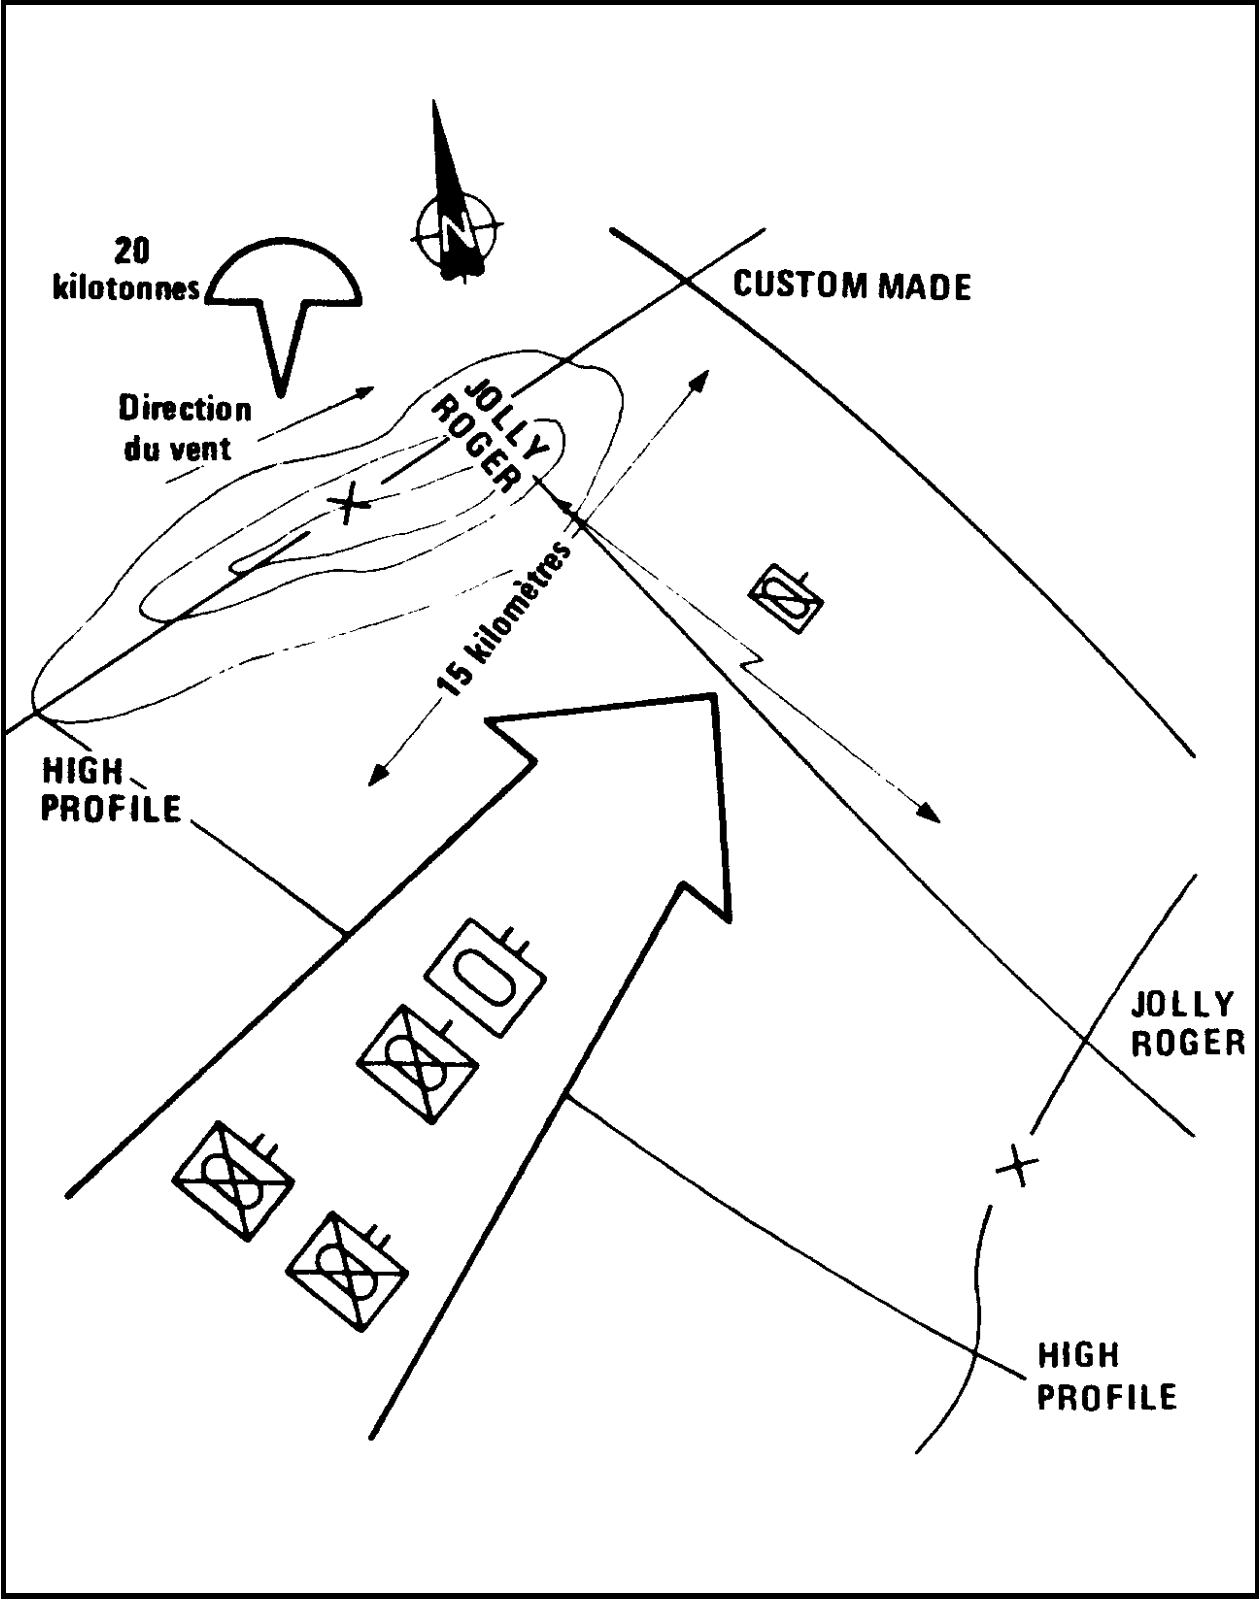 N
20
kilotonnes
CUSTOM MADE
Direction
du vent
JOLLY
ROGER
15 kilomètres
HIGH
PROFILE
JOLLY
ROGER
HIGH
PROFILE